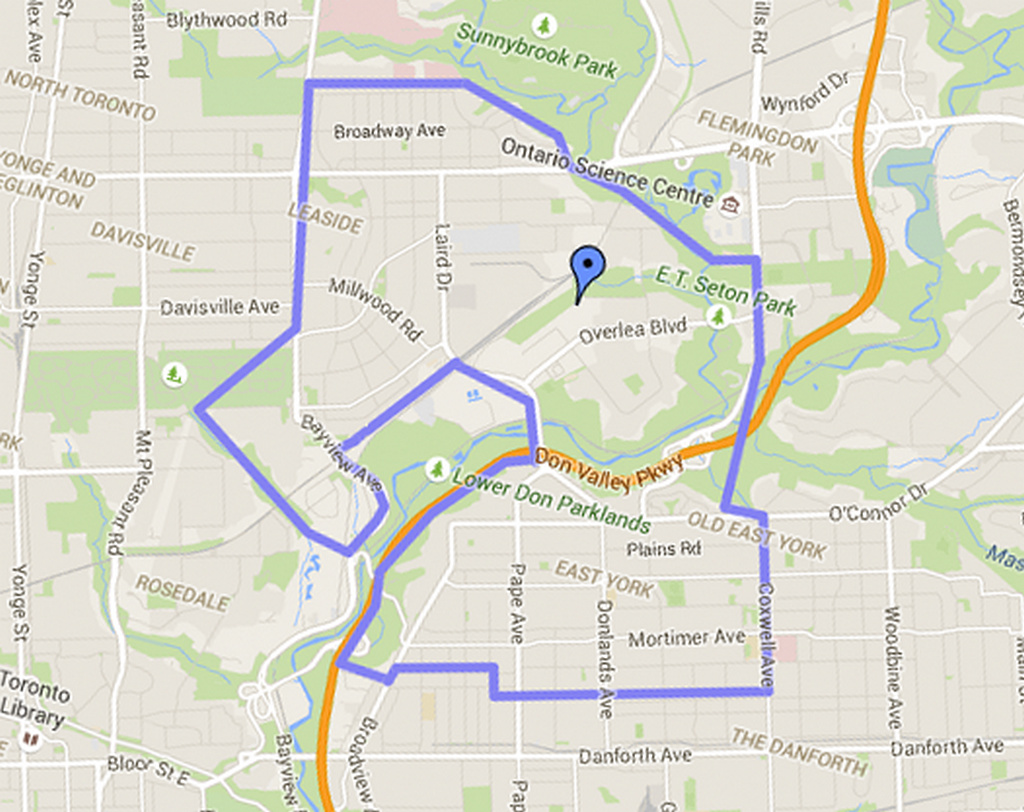 Blythwood Rd
Sunnybrook Park
NORTH TORONTO
Wynford Dr
Broadway Ave
FLEMINGDON
PARK
Ontario Science Centre
YONGE AND
EGLINTON
LEASIDE
DAVISVILLE
Laird Dr
Yonge St
Millwood Rd
E.T. Seton Park
Davisville Ave
Overlea Blvd
Bayview Ave
Mt Pleasant Rd
Don Valley Pkwy
Lower Don Parklands
O'Connor Dr
OLD EAST YORK
Plains Rd
EAST YORK
ROSEDALE
Yonge St
Pape Ave
Donlands Ave
Coxwell Ave
Woodbine Ave
Mortimer Ave
Toronto
Library
Danforth Ave
THE DANFORTH
Danforth Ave
Bloor St E
Bayview
Broadview